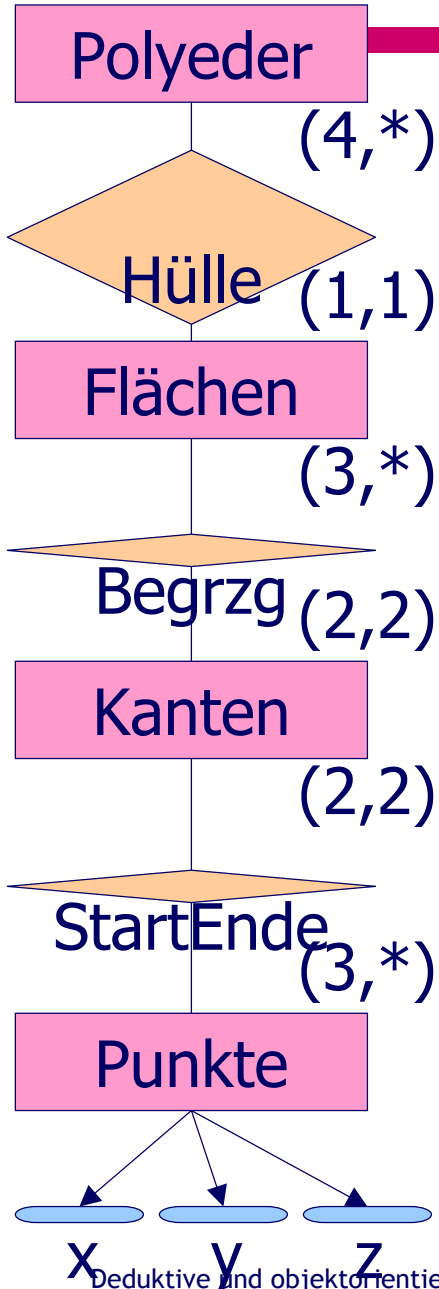 Polyeder
(4,*)
Hülle
(1,1)
Flächen
(3,*)
Begrzg
(2,2)
Kanten
(2,2)
StartEnde
(3,*)
Punkte
x y z
Deduktive und objektorientie